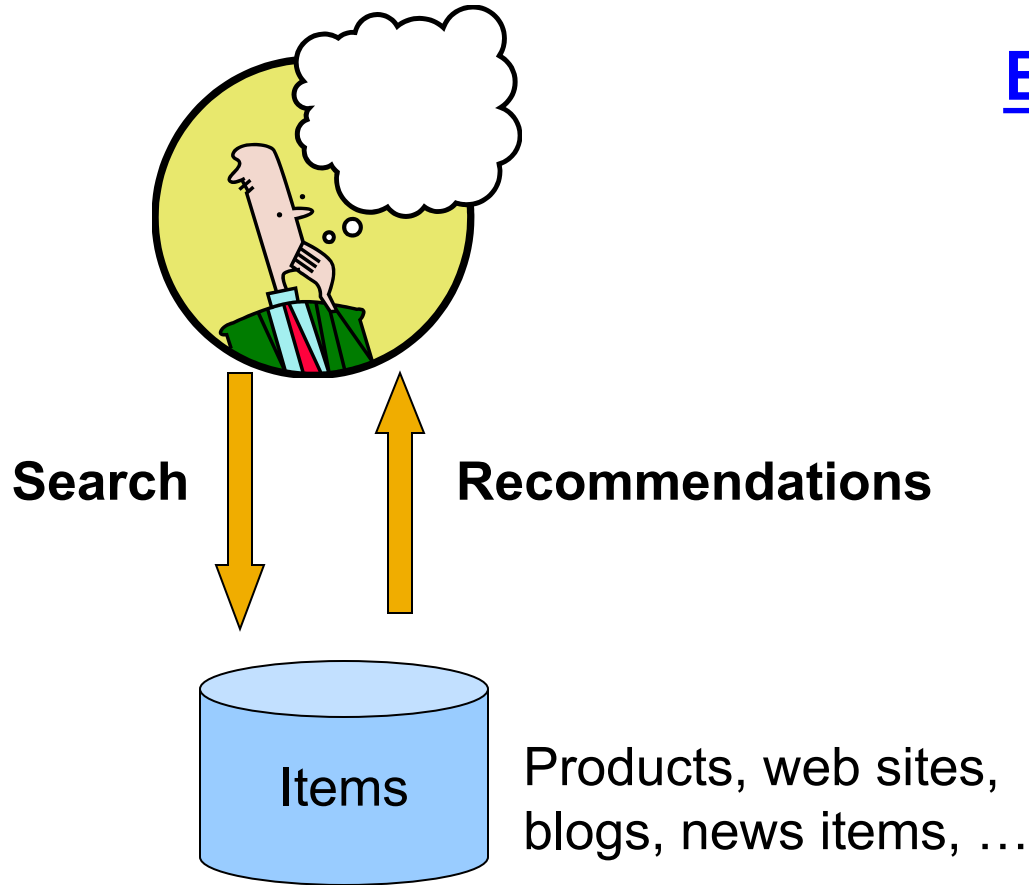 Search
Recommendations
Items
Products, web sites,
blogs, news items, …